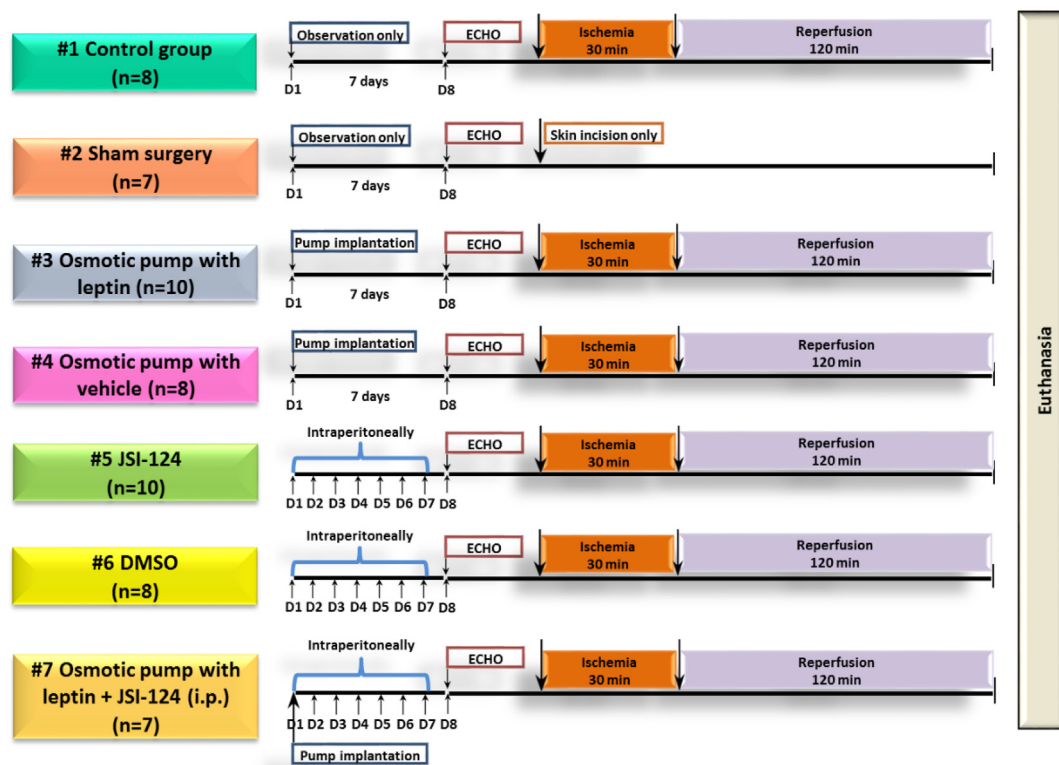 #1 Control group
(n=8)
Observation only
ECHO
Ischemia
30 min
Reperfusion
120 min
D1
7 days
D8
#2 Sham surgery
(n=7)
Observation only
ECHO
Skin incision only
D1
7 days
D8
#3 Osmotic pump with
leptin (n=10)
Pump implantation
ECHO
Ischemia
30 min
Reperfusion
120 min
D1
7 days
D8
#4 Osmotic pump with
vehicle (n=8)
Pump implantation
ECHO
Ischemia
30 min
Reperfusion
120 min
D1
7 days
D8
#5 JSI-124
(n=10)
Intraperitoneally
ECHO
Ischemia
30 min
Reperfusion
120 min
D1 D2 D3 D4 D5 D6 D7 D8
#6 DMSO
(n=8)
Intraperitoneally
ECHO
Ischemia
30 min
Reperfusion
120 min
D1 D2 D3 D4 D5 D6 D7 D8
#7 Osmotic pump with
leptin + JSI-124 (i.p.)
(n=7)
Intraperitoneally
ECHO
Ischemia
30 min
Reperfusion
120 min
D1 D2 D3 D4 D5 D6 D7 D8
Pump implantation
Euthanasia